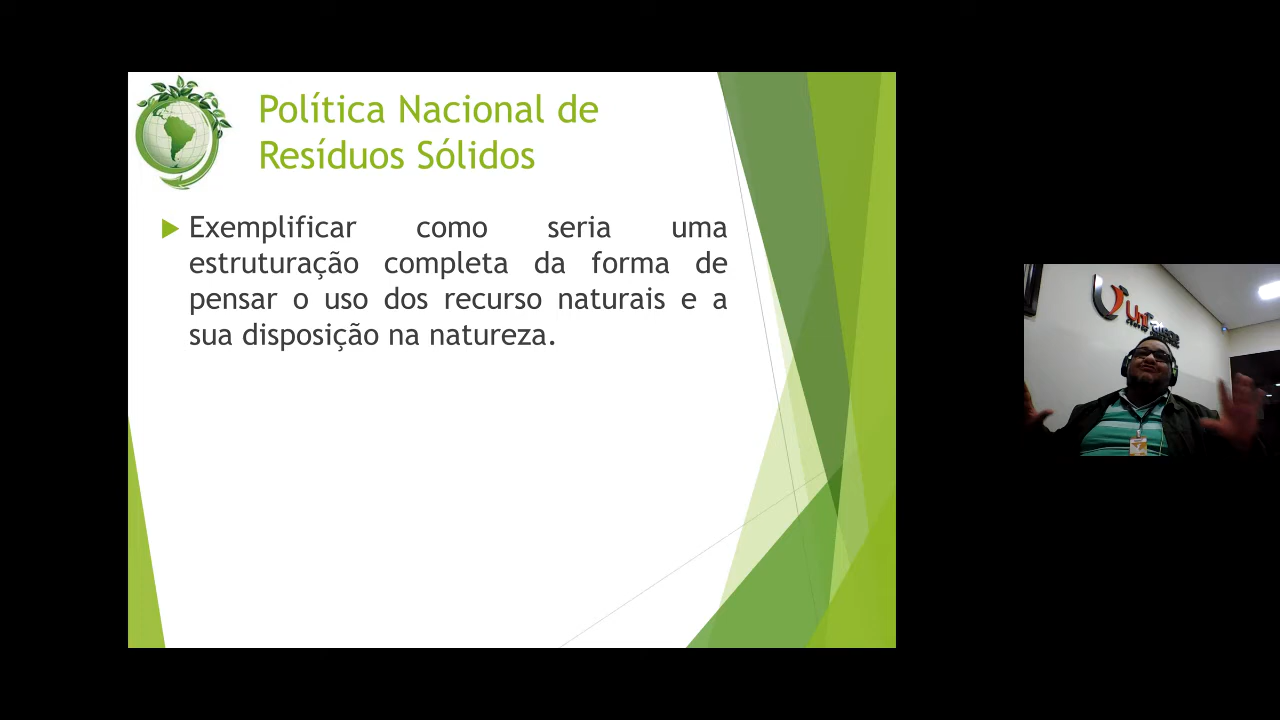 Política Nacional de
Resíduos Sólidos
Exemplificar como seria uma
estruturação completa da forma de
pensar o uso dos recurso naturais e a
sua disposição na natureza.